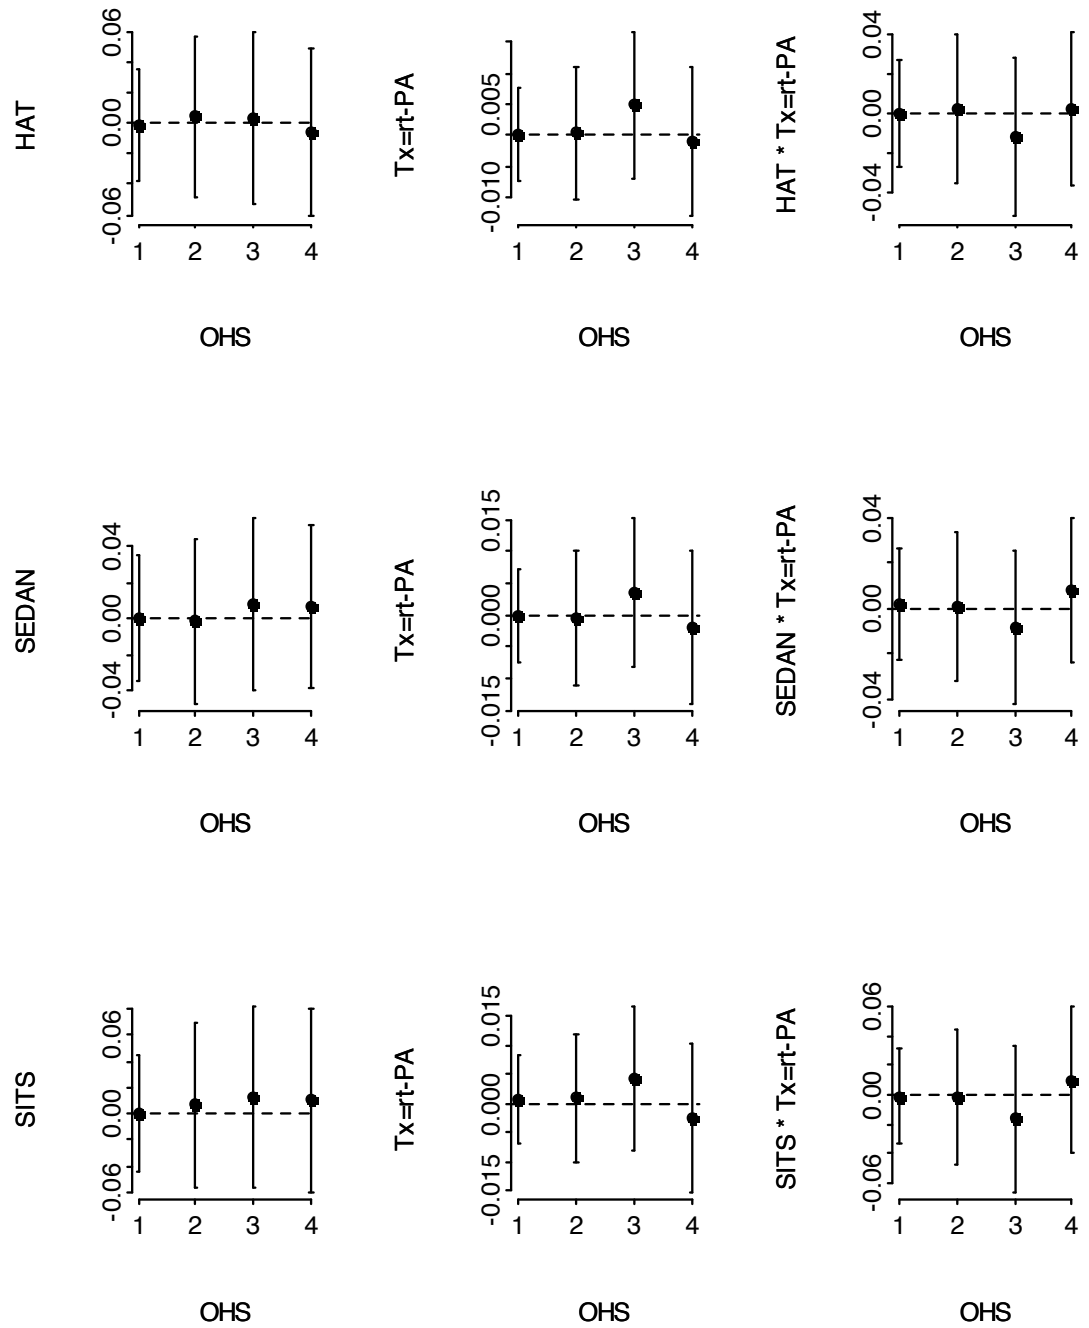 HAT
0.06
0.00
-0.06
1 2 3 4
OHS
Tx=rt-PA
0.005
-0.010
1 2 3 4
OHS
HAT * Tx=rt-PA
0.04
0.00
-0.04
1 2 3 4
OHS
SEDAN
0.04
0.00
-0.04
1 2 3 4
OHS
Tx=rt-PA
0.015
0.000
-0.015
1 2 3 4
OHS
SEDAN * Tx=rt-PA
0.04
0.00
-0.04
1 2 3 4
OHS
SITS
0.06
0.00
-0.06
1 2 3 4
OHS
Tx=rt-PA
0.015
0.000
-0.015
1 2 3 4
OHS
SITS * Tx=rt-PA
0.06
0.00
-0.06
1 2 3 4
OHS